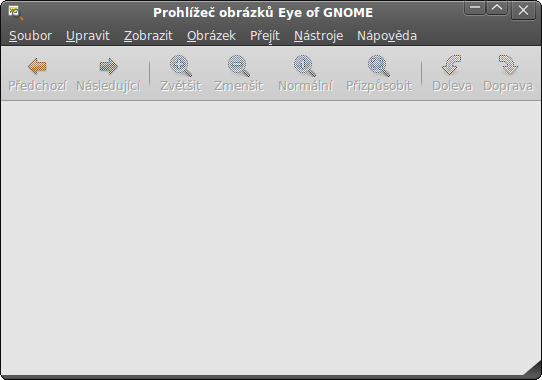 Prohlížeč obrázků Eye of GNOME
Soubor Upravit Zobrazit Obrázek Přejít Nástroje Nápověda
Předchozí Následující Zvětšit Zmenšit Normální Přizpůsobit Doleva Doprava